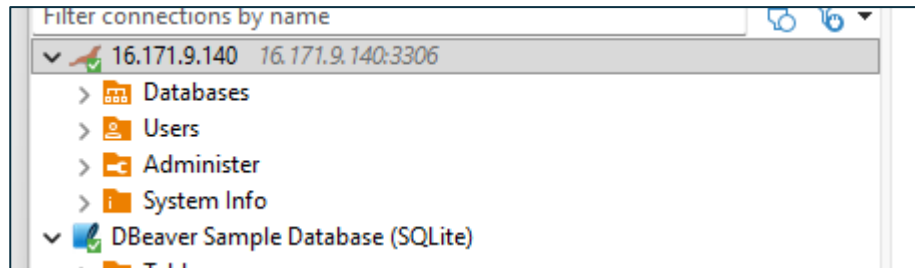 Filter connections by name
16.171.9.140 16.171.9.140:3306
Databases
Users
Administer
System Info
DBeaver Sample Database (SQLite)